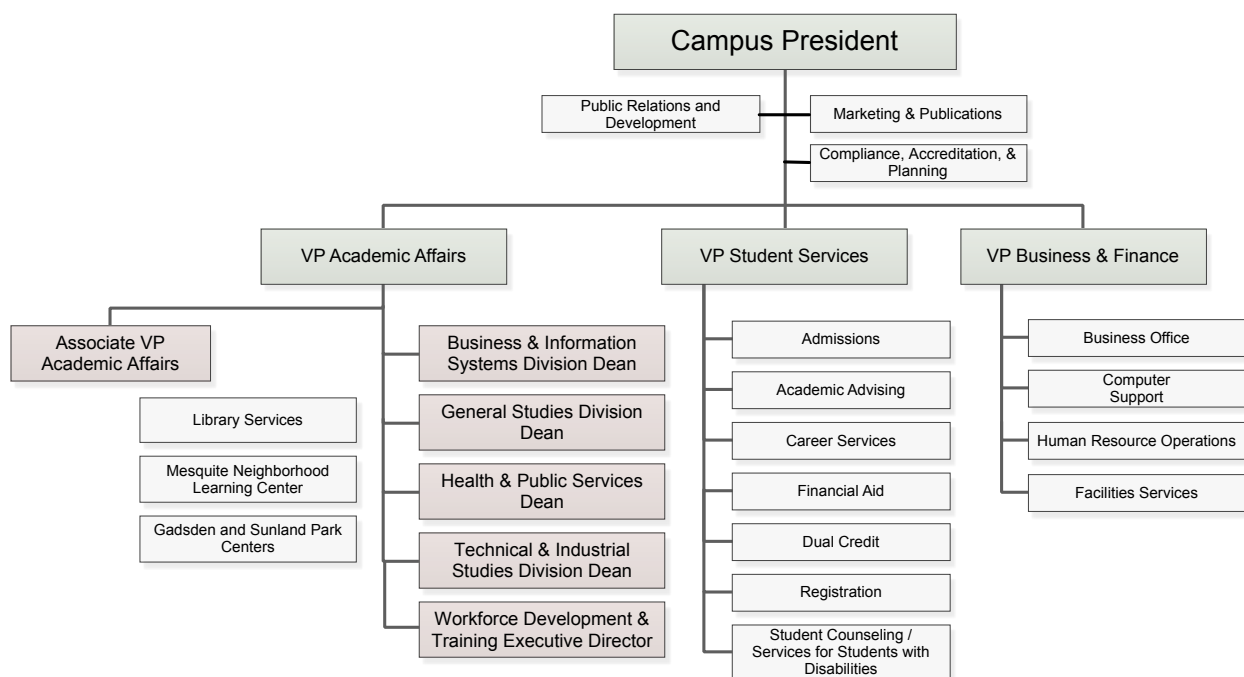 Campus President
Public Relations and
Development
Marketing & Publications
Compliance, Accreditation, &
Planning
VP Academic Affairs
VP Student Services
VP Business & Finance
Associate VP
Academic Affairs
Library Services
Mesquite Neighborhood
Learning Center
Gadsden and Sunland Park
Centers
Business & Information
Systems Division Dean
General Studies Division
Dean
Health & Public Services
Dean
Technical & Industrial
Studies Division Dean
Workforce Development &
Training Executive Director
Admissions
Academic Advising
Career Services
Financial Aid
Dual Credit
Registration
Student Counseling /
Services for Students with
Disabilities
Business Office
Computer
Support
Human Resource Operations
Facilities Services